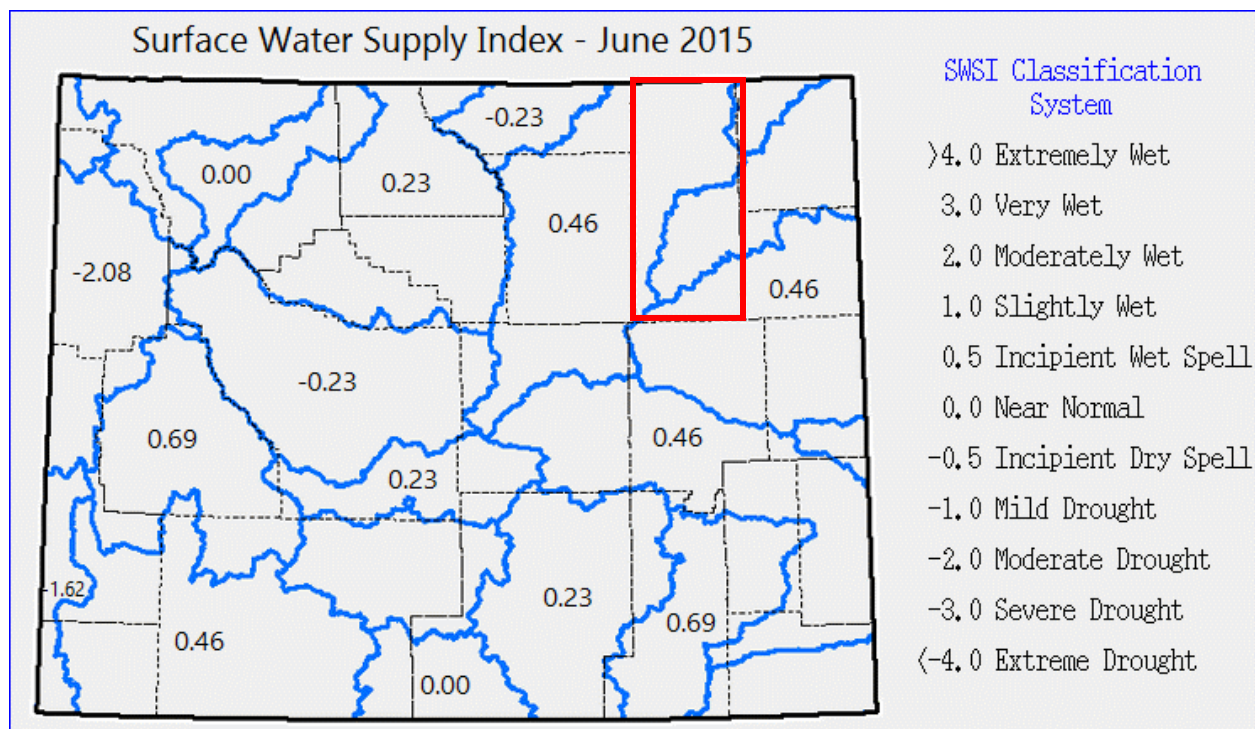 Surface Water Supply Index - June 2015
-0.23
0.00
0.23
0.46
-2.08
0.46
-0.23
0.69
0.46
0.23
-1.62
0.23
0.69
0.46
0.00
SWSI Classification
System
>4.0 Extremely Wet
3.0 Very Wet
2.0 Moderately Wet
1.0 Slightly Wet
0.5 Incipient Wet Spell
0.0 Near Normal
-0.5 Incipient Dry Spell
-1.0 Mild Drought
-2.0 Moderate Drought
-3.0 Severe Drought
<-4.0 Extreme Drought